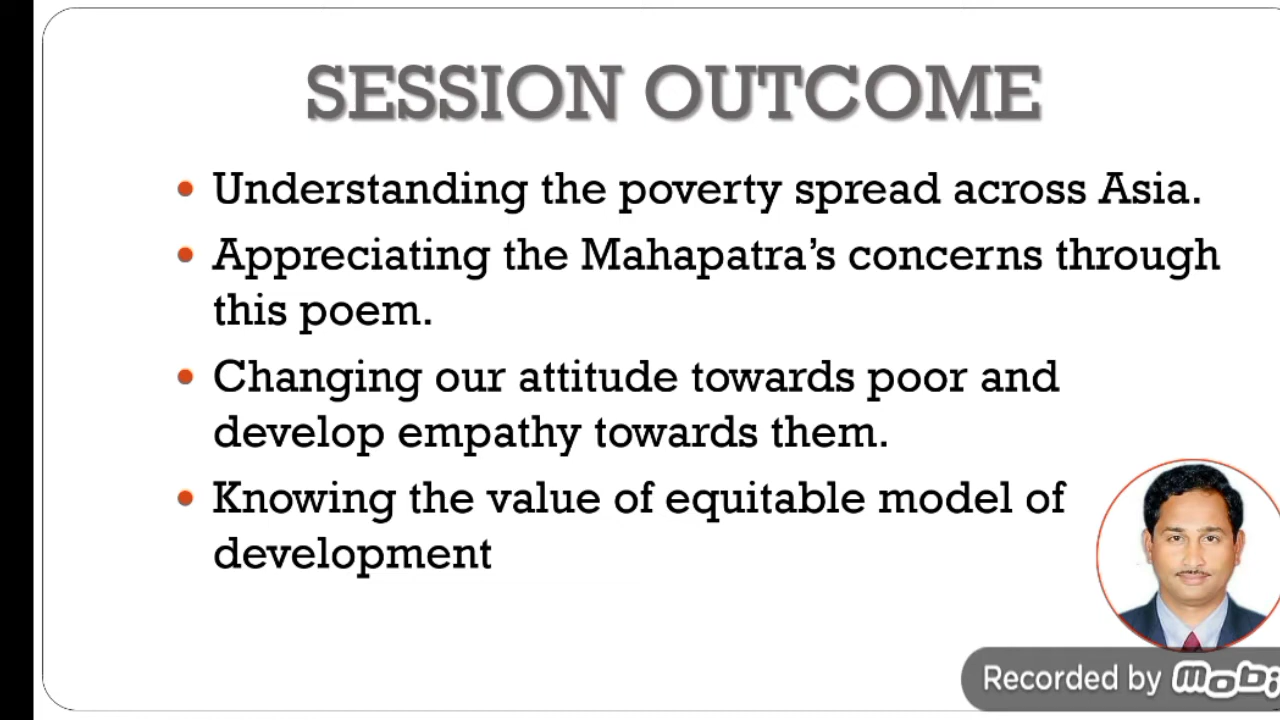 SESSION OUTCOME
Understanding the poverty spread across Asia.
Appreciating the Mahapatra’s concerns through
this poem.
Changing our attitude towards poor and
develop empathy towards them.
Knowing the value of equitable model of
development
Recorded by